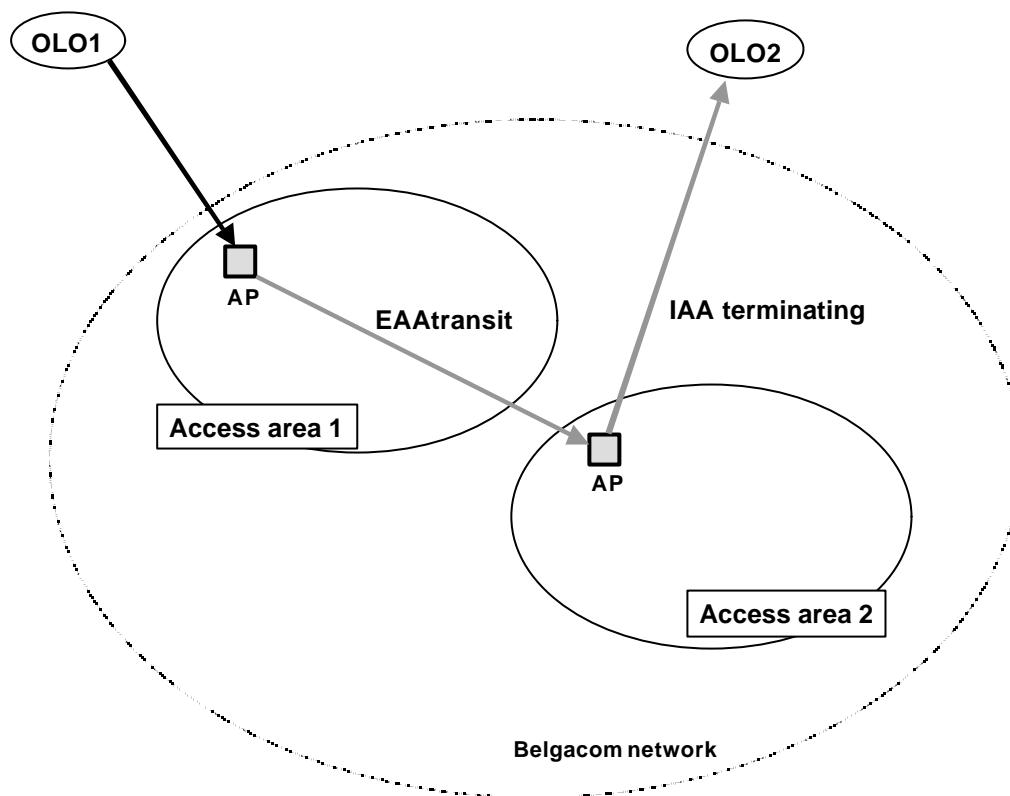 OLO1
OLO2
AP
EAAtransit
IAA terminating
Access area 1
AP
Access area 2
Belgacom network